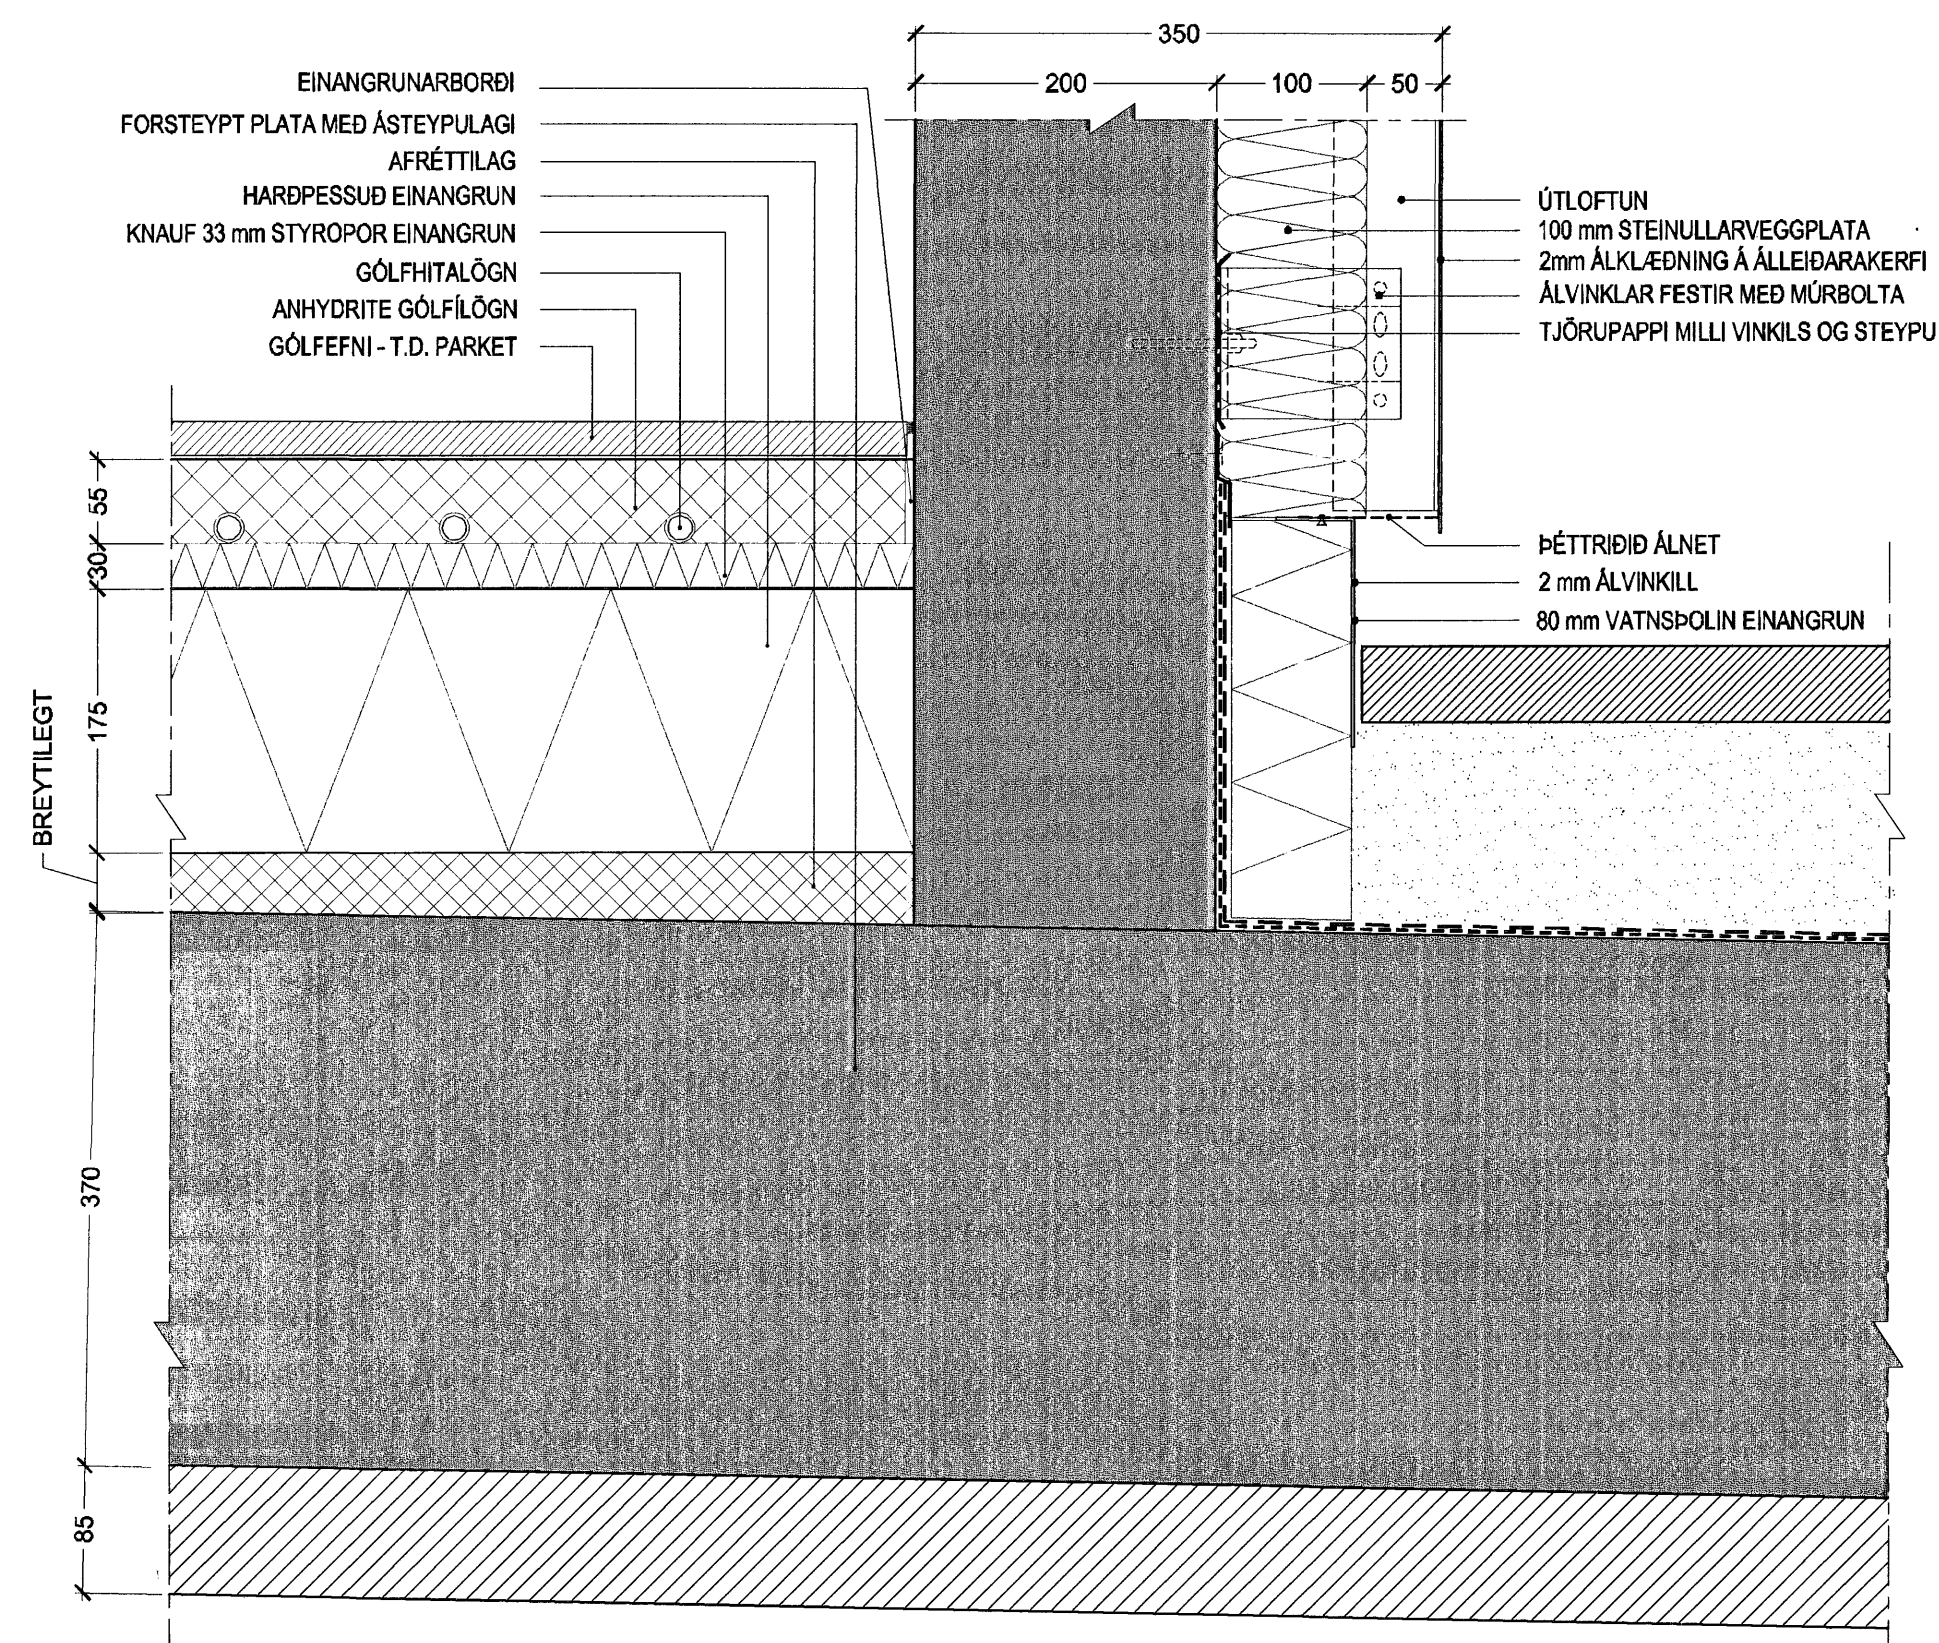 350
200
100
50
EINANGRUNARBORÐI
FORSTEYPT PLATA MEÐ ÁSTEYPULAGI
AFRÉTTILAG
HARÐPESSUÐ EINANGRUN
KNAUF 33 mm STYROPOR EINANGRUN
GÓLFHITALÖGN
ANHYDRITE GÓLFÍLÖGN
GÓLFEFNI - T.D. PARKET
ÚTLOFTUN
100 mm STEINULLARVEGGPLATA
2mm ÁLKLÆÐNING Á ÁLLEIÐARAKERFI
ÁLVINKLAR FESTIR MEÐ MÚRBOLTA
TJÖRUPAPPI MILLI VINKILS OG STEYPU
ÞÉTTRIÐIÐ ÁLNET
2 mm ÁLVINKILL
80 mm VATNSÞOLIN EINANGRUN
55
30
175
BREYTILEGT
370
85